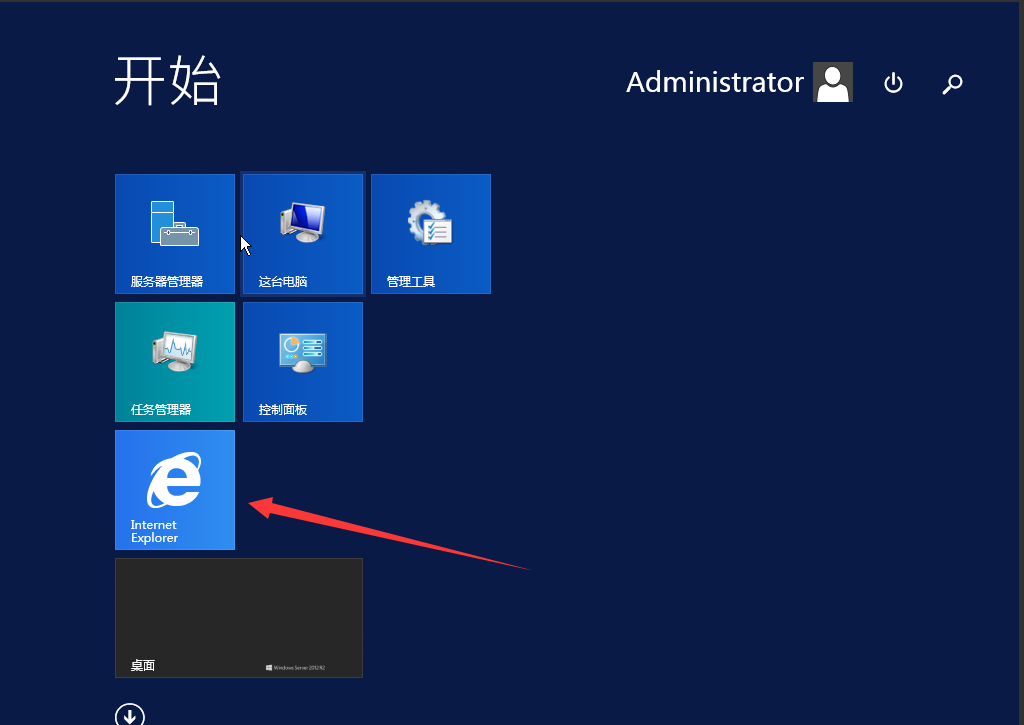 开始
Administrator
服务器管理器
这台电脑
管理工具
任务管理器
控制面板
Internet
Explorer
桌面
Windows Server 2012 R2